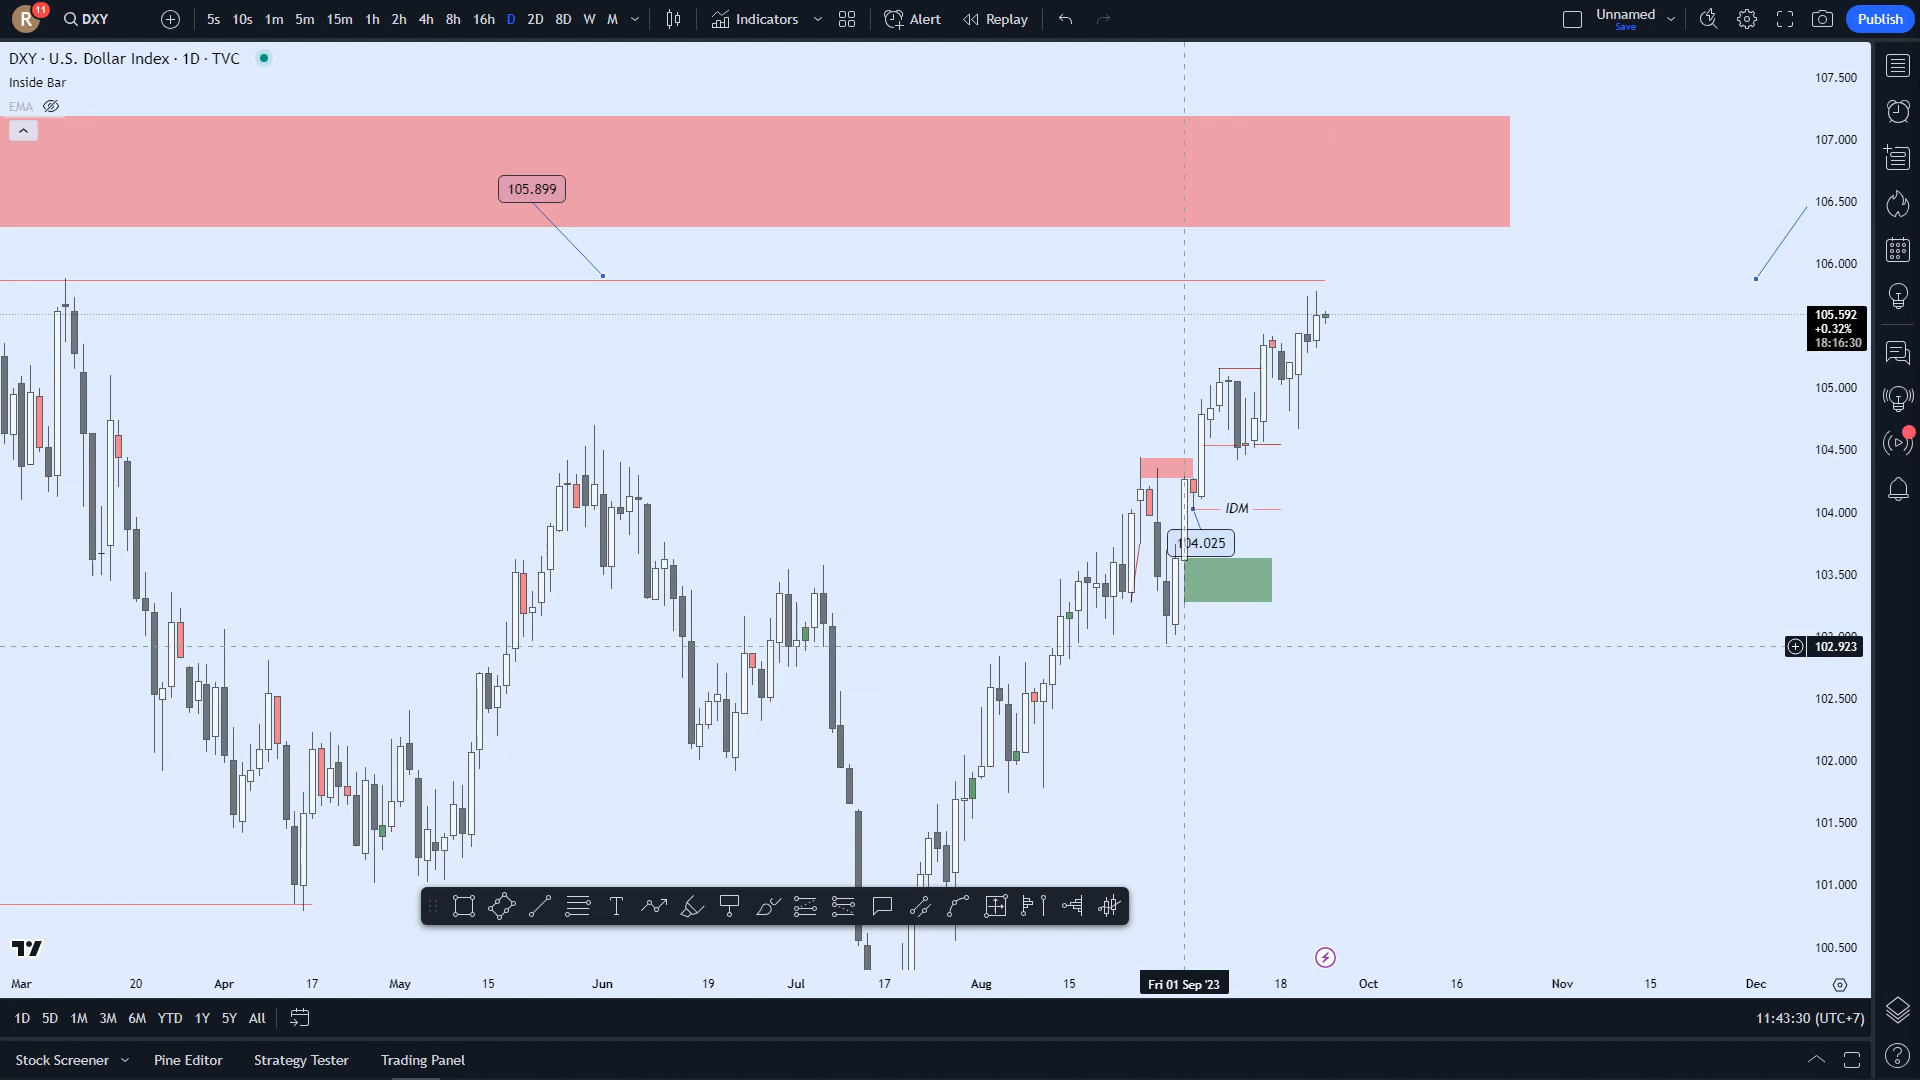 R 11 DXY 5s 10s 1m 5m 15m 1h 2h 4h 8h 16h D 2D 8D W M Indicators Alert Replay Unnamed Save Publish
DXY · U.S. Dollar Index · 1D · TVC
Inside Bar
EMA
107.500
107.000
105.899
106.500
106.000
105.592
+0.32%
18:16:30
105.000
104.500
IDM
104.000
104.025
103.500
102.923
102.500
102.000
101.500
101.000
100.500
Mar 20 Apr 17 May 15 Jun 19 Jul 17 Aug 15 Fri 01 Sep '23 18 Oct 16 Nov 15 Dec
1D 5D 1M 3M 6M YTD 1Y 5Y All 11:43:30 (UTC+7)
Stock Screener Pine Editor Strategy Tester Trading Panel